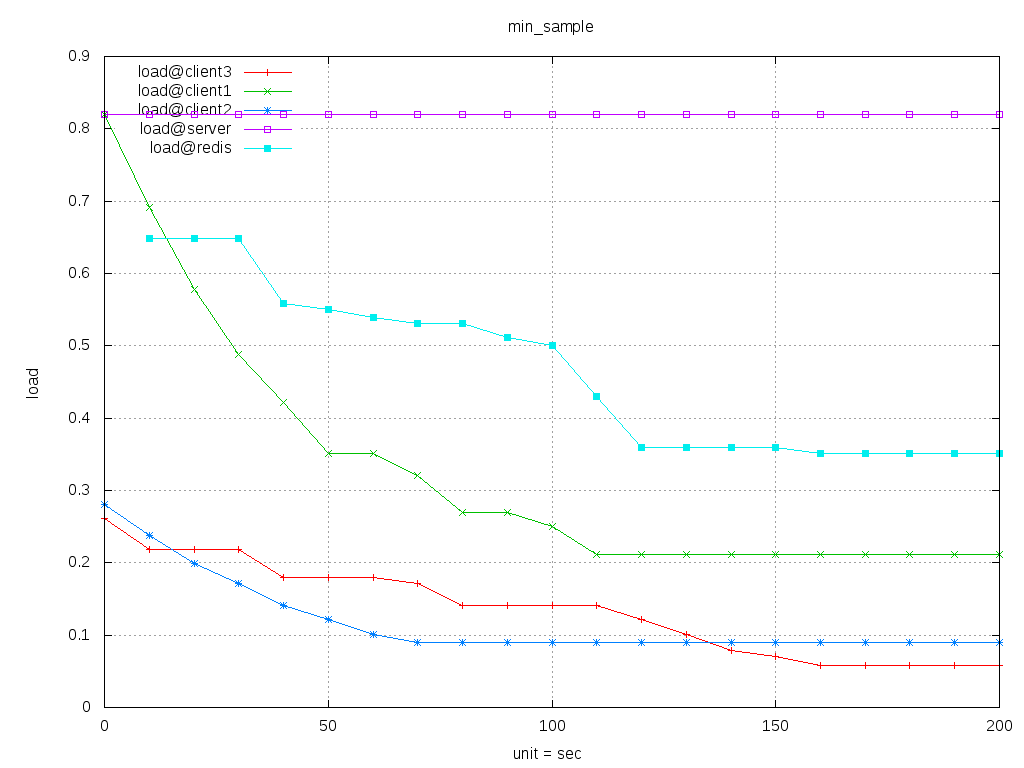 min_sample
0.9
0.8
0.7
0.6
0.5
0.4
0.3
0.2
0.1
0
load
load@client3
load@client1
load@client2
load@server
load@redis
0 50 100 150 200
unit = sec